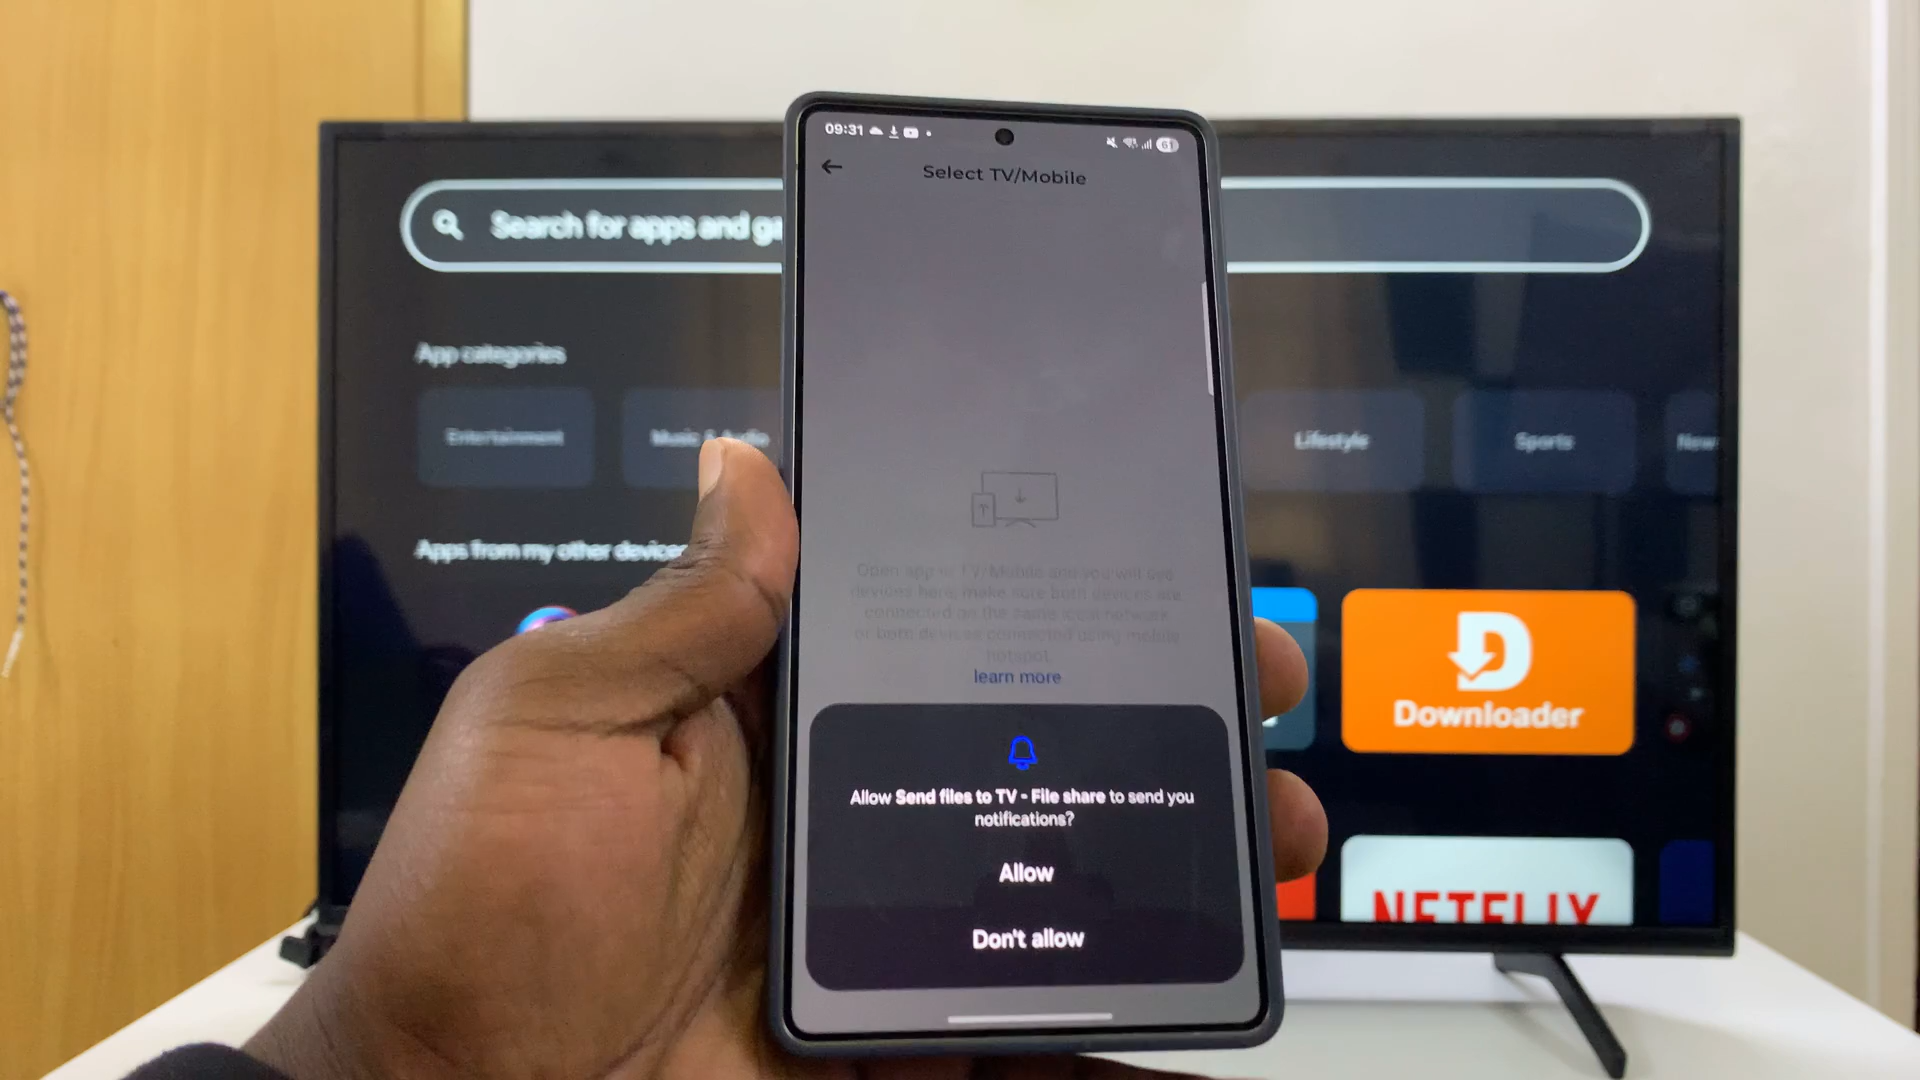 09:31
61
Select TV/Mobile
Search for apps and ga
App categories
Entertainment
Music & Audio
Lifestyle
Sports
New
Apps from my other devices
Open app in TV/Mobile and you will see
devices here, make sure both devices are
connected on the same network
or both devices connected using mobile
hotspot.
learn more
Downloader
Allow Send files to TV - File share to send you
notifications?
Allow
Don't allow
NETFLIX